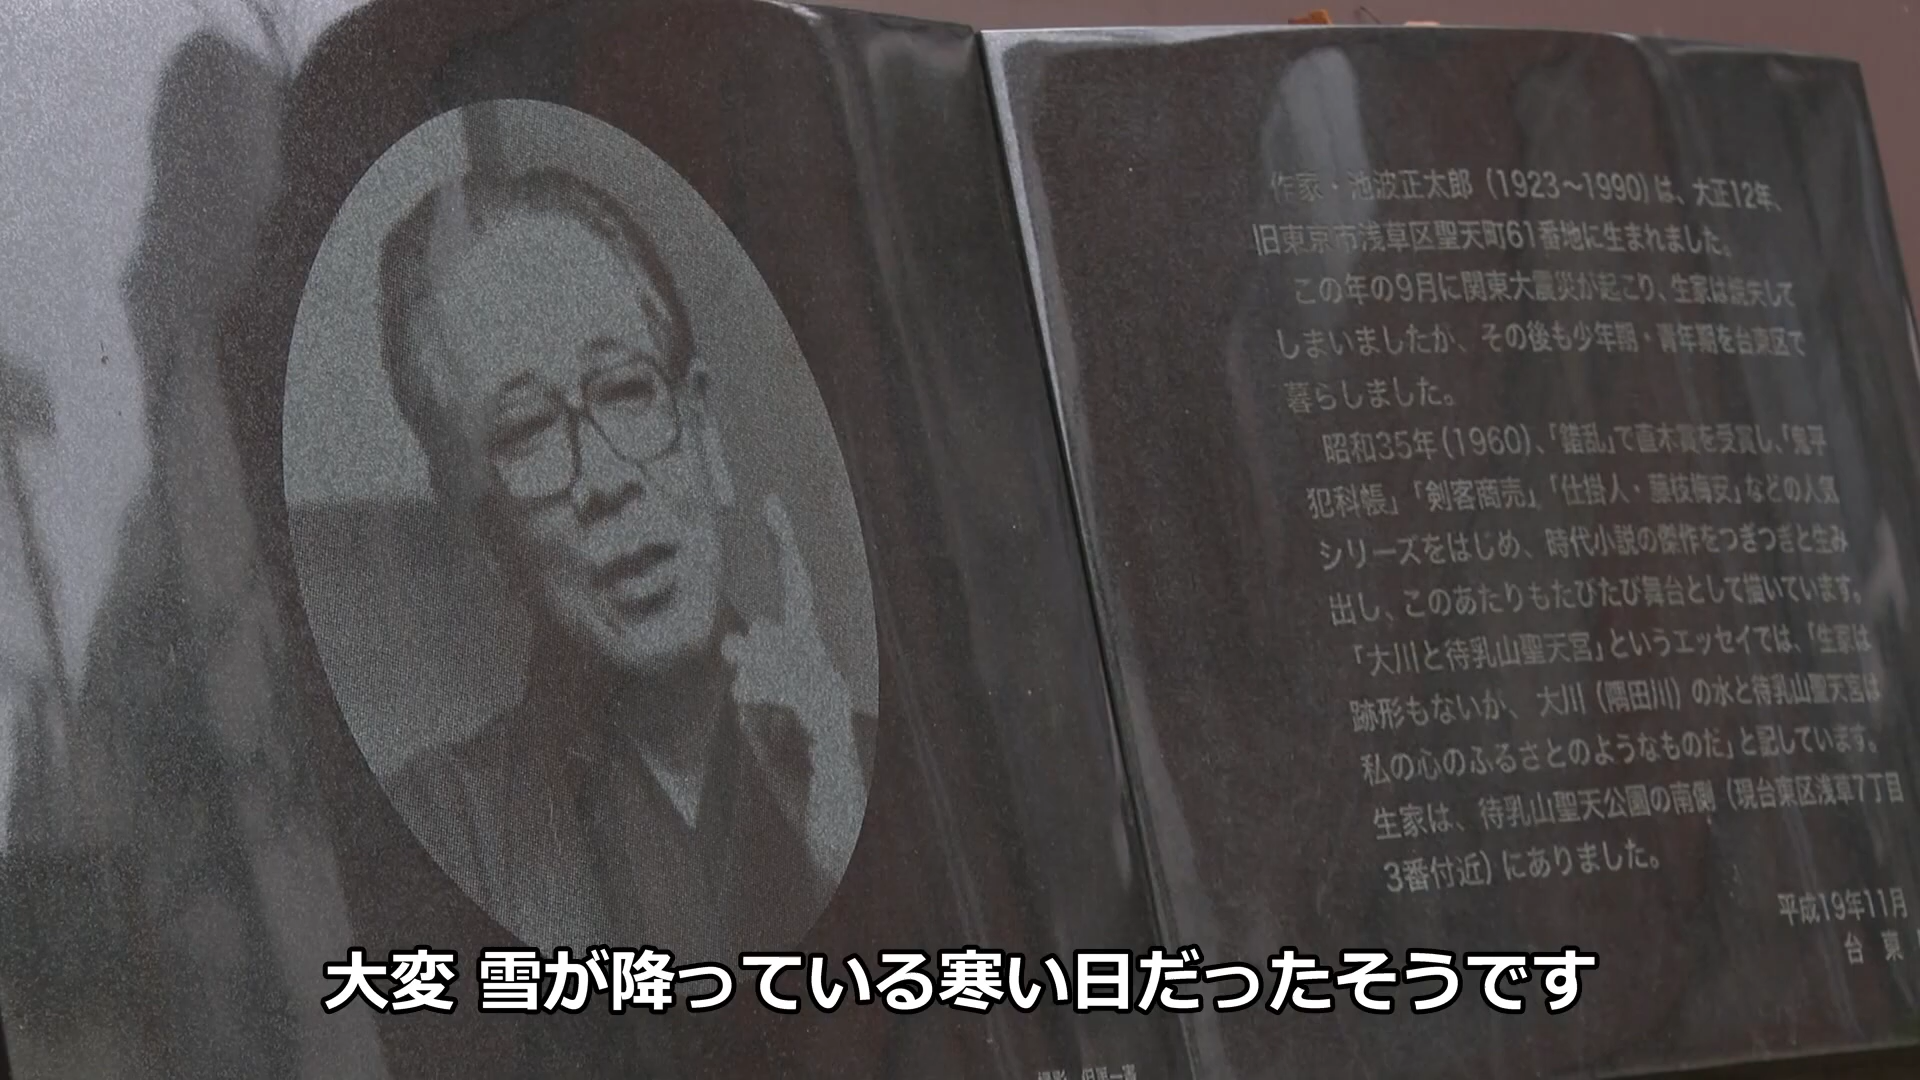 作家・池波正太郎（1923～1990）は、大正12年、
旧東京市浅草区聖天町61番地に生まれました。
この年の9月に関東大震災が起こり、生家は焼失して
しまいましたが、その後も少年期・青年期を台東区で
暮らしました。
昭和35年（1960）、「錯乱」で直木賞を受賞し、「鬼平
犯科帳」「剣客商売」「仕掛人・藤枝梅安」などの人気
シリーズをはじめ、時代小説の傑作をつぎつぎと生み
出し、このあたりもたびたび舞台として描いています。
「大川と待乳山聖天宮」というエッセイでは、「生家は
跡形もないが、大川（隅田川）の水と待乳山聖天宮は
私の心のふるさとのようなものだ」と記しています。
生家は、待乳山聖天公園の南側（現台東区浅草7丁目
3番付近）にありました。
平成19年11月
台 東
大変 雪が降っている寒い日だったそうです